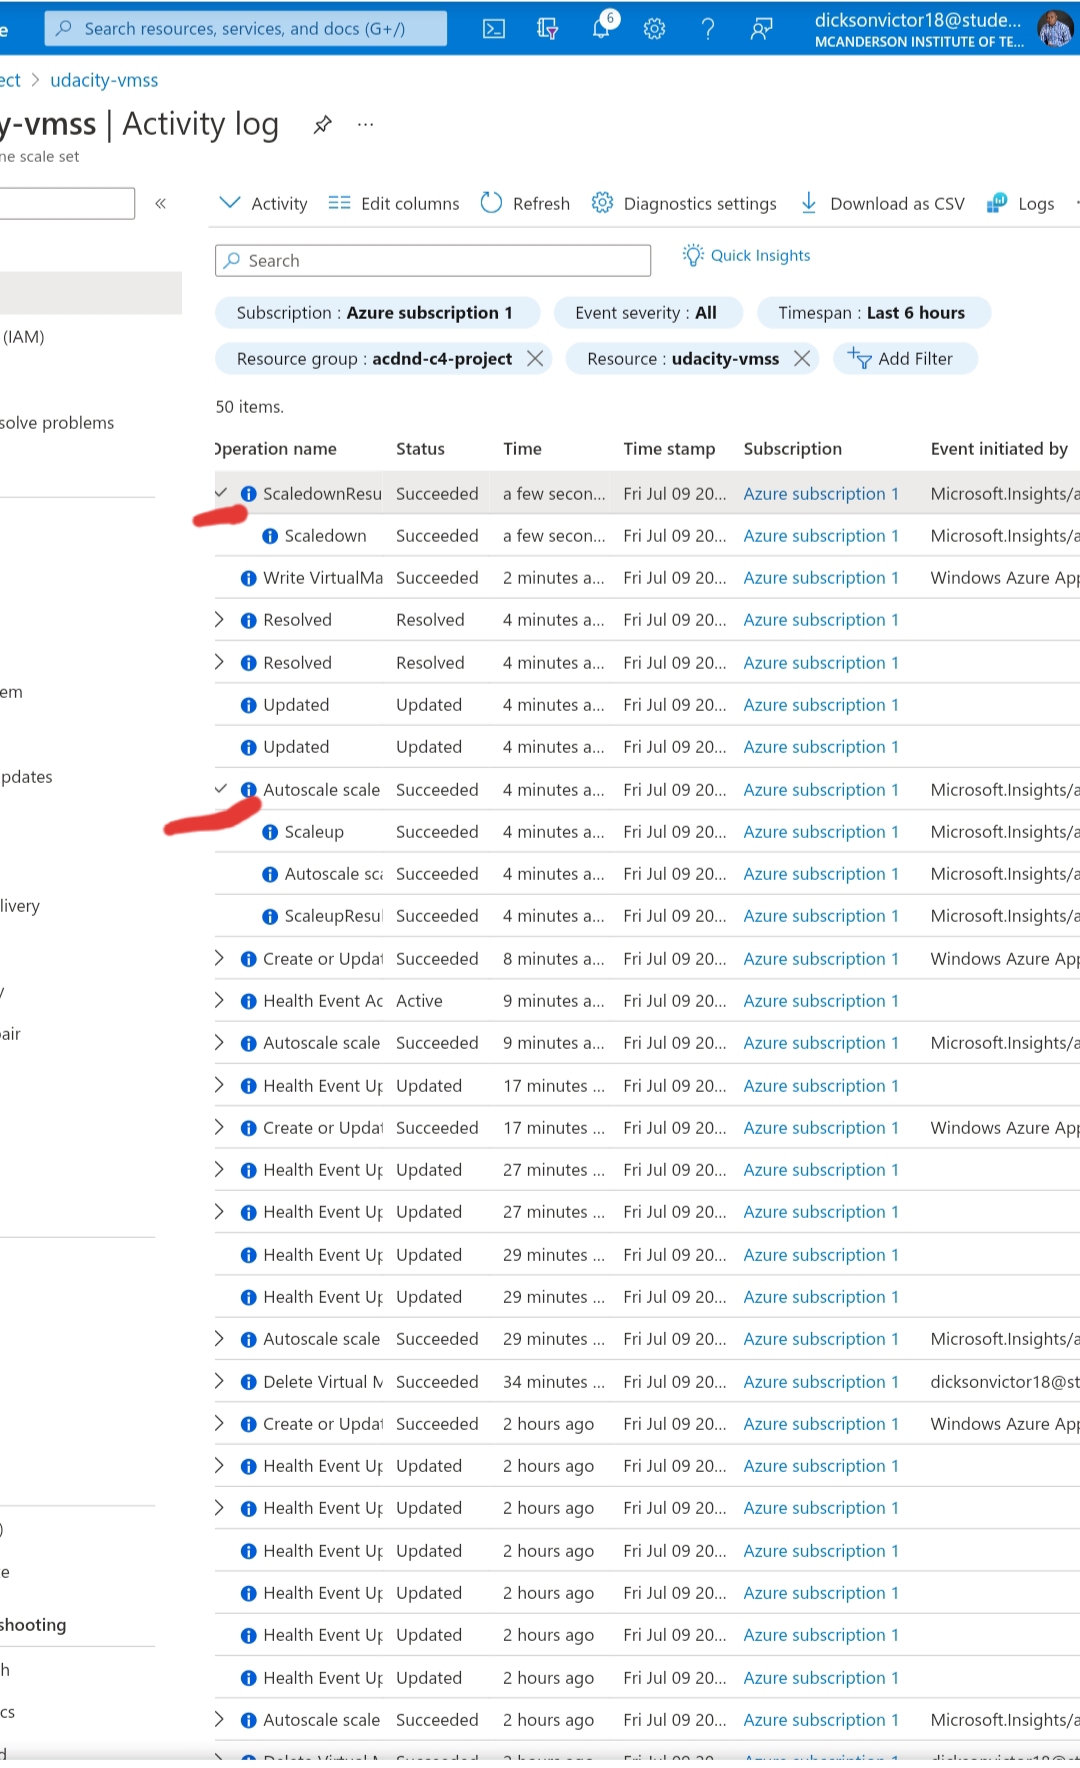 e Search resources, services, and docs (G+/) 6 ? dicksonvictor18@stude...
MCANDERSON INSTITUTE OF TE...
ect > udacity-vmss
y-vmss | Activity log ...
ne scale set
« Activity Edit columns Refresh Diagnostics settings Download as CSV Logs
Search Quick Insights
Subscription : Azure subscription 1 Event severity : All Timespan : Last 6 hours
(IAM)
Resource group : acdnd-c4-project Resource : udacity-vmss Add Filter
50 items.
solve problems
Operation name Status Time Time stamp Subscription Event initiated by
ScaledownResu Succeeded a few secon... Fri Jul 09 20... Azure subscription 1 Microsoft.Insights/a
Scaledown Succeeded a few secon... Fri Jul 09 20... Azure subscription 1 Microsoft.Insights/a
Write VirtualMa Succeeded 2 minutes a... Fri Jul 09 20... Azure subscription 1 Windows Azure App
Resolved Resolved 4 minutes a... Fri Jul 09 20... Azure subscription 1
Resolved Resolved 4 minutes a... Fri Jul 09 20... Azure subscription 1
em
Updated Updated 4 minutes a... Fri Jul 09 20... Azure subscription 1
Updated Updated 4 minutes a... Fri Jul 09 20... Azure subscription 1
pdates
Autoscale scale Succeeded 4 minutes a... Fri Jul 09 20... Azure subscription 1 Microsoft.Insights/a
Scaleup Succeeded 4 minutes a... Fri Jul 09 20... Azure subscription 1 Microsoft.Insights/a
Autoscale sca Succeeded 4 minutes a... Fri Jul 09 20... Azure subscription 1 Microsoft.Insights/a
livery
ScaleupResul Succeeded 4 minutes a... Fri Jul 09 20... Azure subscription 1 Microsoft.Insights/a
Create or Updat Succeeded 8 minutes a... Fri Jul 09 20... Azure subscription 1 Windows Azure App
y
Health Event Ac Active 9 minutes a... Fri Jul 09 20... Azure subscription 1
air
Autoscale scale Succeeded 9 minutes a... Fri Jul 09 20... Azure subscription 1 Microsoft.Insights/a
Health Event Up Updated 17 minutes ... Fri Jul 09 20... Azure subscription 1
Create or Updat Succeeded 17 minutes ... Fri Jul 09 20... Azure subscription 1 Windows Azure App
Health Event Up Updated 27 minutes ... Fri Jul 09 20... Azure subscription 1
Health Event Up Updated 27 minutes ... Fri Jul 09 20... Azure subscription 1
Health Event Up Updated 29 minutes ... Fri Jul 09 20... Azure subscription 1
Health Event Up Updated 29 minutes ... Fri Jul 09 20... Azure subscription 1
Autoscale scale Succeeded 29 minutes ... Fri Jul 09 20... Azure subscription 1 Microsoft.Insights/a
Delete Virtual M Succeeded 34 minutes ... Fri Jul 09 20... Azure subscription 1 dicksonvictor18@st
Create or Updat Succeeded 2 hours ago Fri Jul 09 20... Azure subscription 1 Windows Azure App
Health Event Up Updated 2 hours ago Fri Jul 09 20... Azure subscription 1
Health Event Up Updated 2 hours ago Fri Jul 09 20... Azure subscription 1
)
Health Event Up Updated 2 hours ago Fri Jul 09 20... Azure subscription 1
e
Health Event Up Updated 2 hours ago Fri Jul 09 20... Azure subscription 1
shooting
Health Event Up Updated 2 hours ago Fri Jul 09 20... Azure subscription 1
h
Health Event Up Updated 2 hours ago Fri Jul 09 20... Azure subscription 1
cs
Autoscale scale Succeeded 2 hours ago Fri Jul 09 20... Azure subscription 1 Microsoft.Insights/a